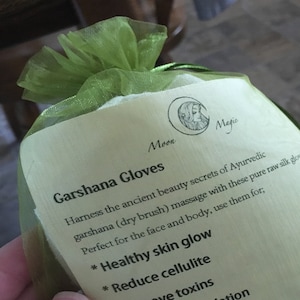 Moon Magic
Garshana Gloves
Harness the ancient beauty secrets of Ayurvedic
garshana (dry brush) massage with these pure raw silk
Perfect for the face and body, use them for;
* Healthy skin glow
* Reduce cellulite
toxins